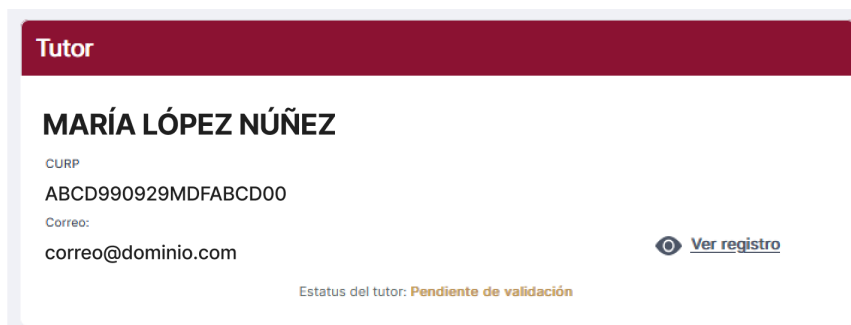 Tutor
MARÍA LÓPEZ NÚÑEZ
CURP
ABCD990929MDFABCD00
Correo:
correo@dominio.com
Ver registro
Estatus del tutor: Pendiente de validación